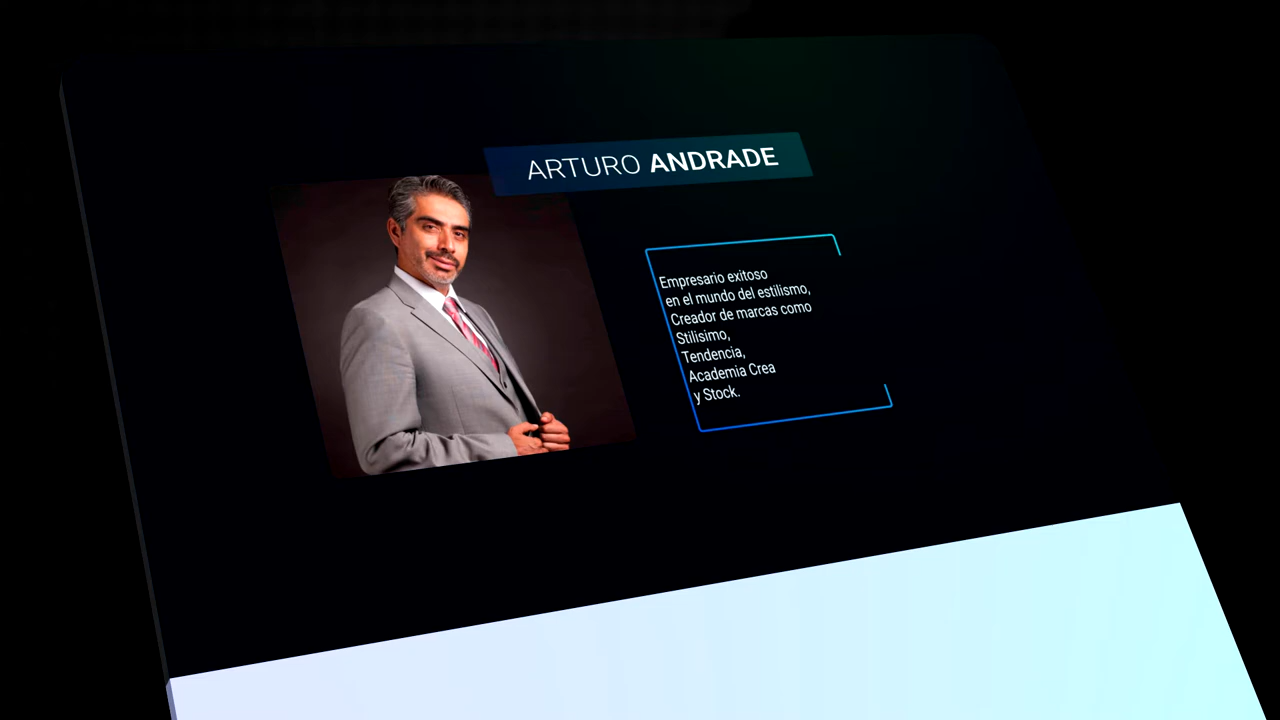 ARTURO ANDRADE
Empresario exitoso
en el mundo del estilismo,
Creador de marcas como
Stilisimo,
Tendencia,
Academia Crea
y Stock.